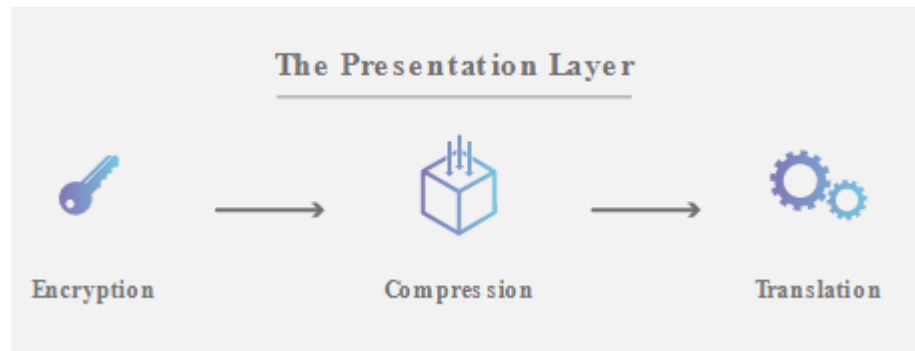 The Presentation Layer
Encryption
Compression
Translation